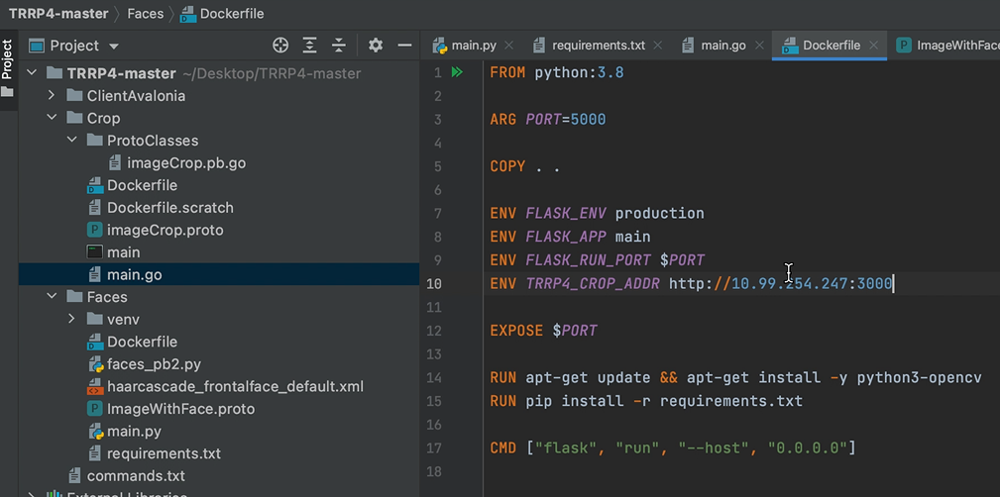 TRRP4-master Faces Dockerfile
Project
Project
main.py requirements.txt main.go Dockerfile ImageWithFace
TRRP4-master ~/Desktop/TRRP4-master
ClientAvalonia
Crop
ProtoClasses
imageCrop.pb.go
Dockerfile
Dockerfile.scratch
imageCrop.proto
main
main.go
Faces
venv
Dockerfile
faces_pb2.py
haarcascade_frontalface_default.xml
ImageWithFace.proto
main.py
requirements.txt
commands.txt
External Libraries
1 FROM python:3.8
2
3 ARG PORT=5000
4
5 COPY . .
6
7 ENV FLASK_ENV production
8 ENV FLASK_APP main
9 ENV FLASK_RUN_PORT $PORT
10 ENV TRRP4_CROP_ADDR http://10.99.254.247:3000
11
12 EXPOSE $PORT
13
14 RUN apt-get update && apt-get install -y python3-opencv
15 RUN pip install -r requirements.txt
16
17 CMD ["flask", "run", "--host", "0.0.0.0"]
18